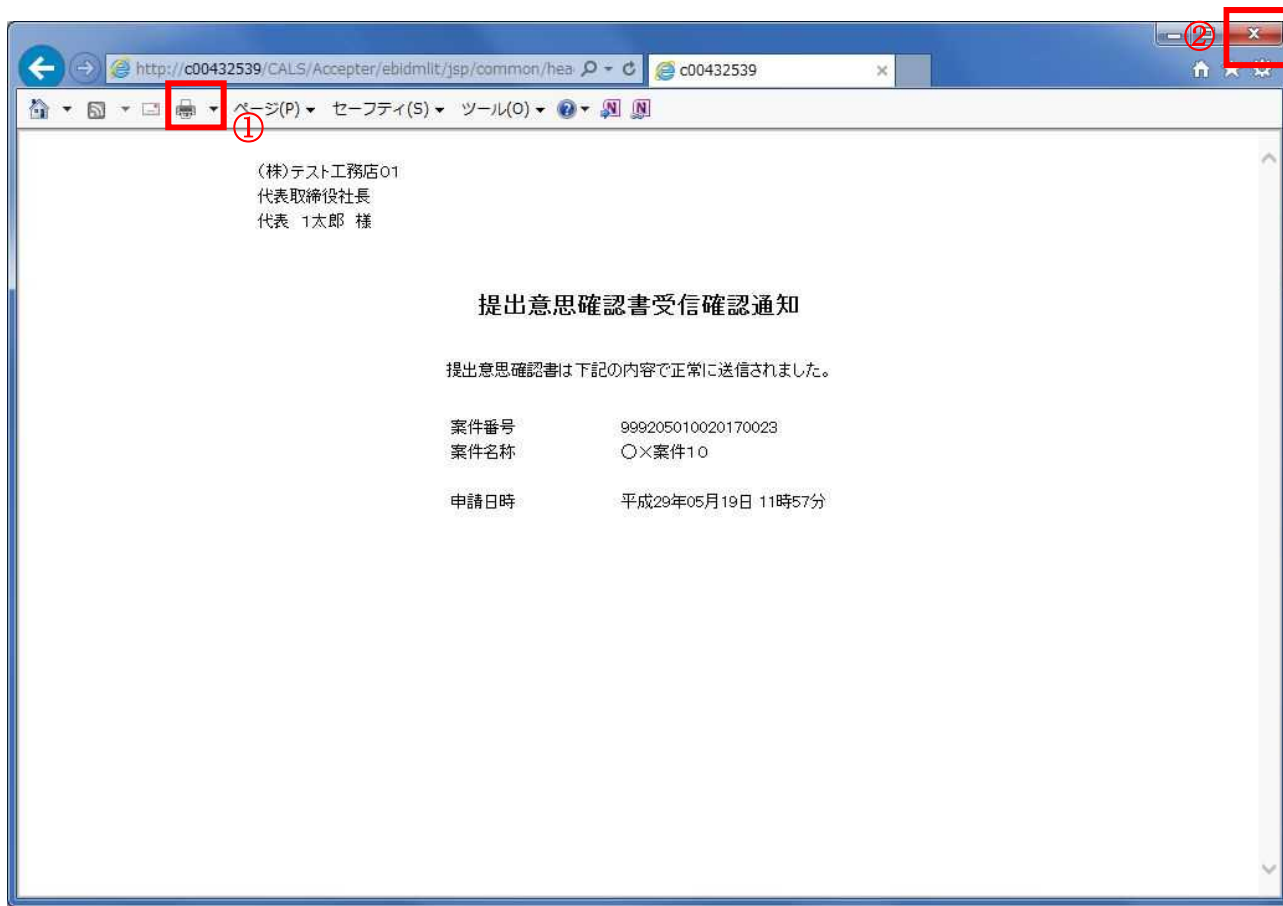 ②
http://c00432539/CALS/Accepter/ebidmlit/jsp/common/hea
c00432539
ページ(P) セーフティ(S) ツール(O)
①
(株)テスト工務店01
代表取締役社長
代表 1太郎 様
提出意思確認書受信確認通知
提出意思確認書は下記の内容で正常に送信されました。
案件番号 999205010020170023
案件名称 ○×案件10
申請日時 平成29年05月19日 11時57分